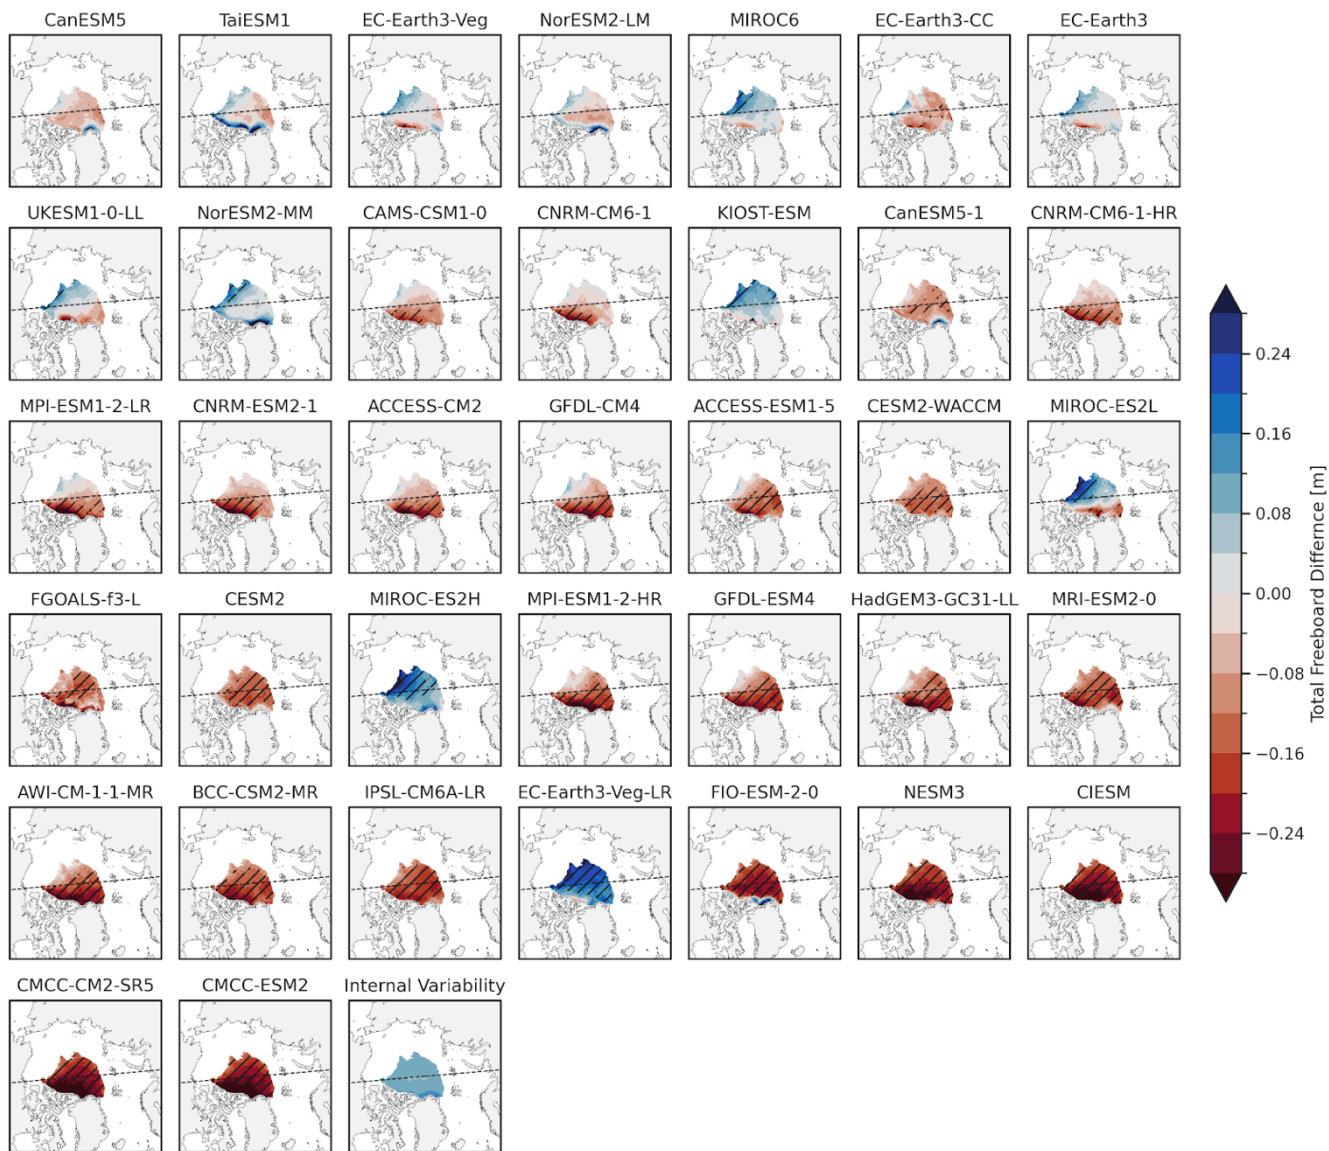 CanESM5 TaiESM1 EC-Earth3-Veg NorESM2-LM MIROC6 EC-Earth3-CC EC-Earth3
UKESM1-0-LL NorESM2-MM CAMS-CSM1-0 CNRM-CM6-1 KIOST-ESM CanESM5-1 CNRM-CM6-1-HR
MPI-ESM1-2-LR CNRM-ESM2-1 ACCESS-CM2 GFDL-CM4 ACCESS-ESM1-5 CESM2-WACCM MIROC-ES2L
FGOALS-f3-L CESM2 MIROC-ES2H MPI-ESM1-2-HR GFDL-ESM4 HadGEM3-GC31-LL MRI-ESM2-0
AWI-CM-1-1-MR BCC-CSM2-MR IPSL-CM6A-LR EC-Earth3-Veg-LR FIO-ESM-2-0 NESM3 CIESM
CMCC-CM2-SR5 CMCC-ESM2 Internal Variability
0.24
0.16
0.08
0.00
−0.08
−0.16
−0.24
Total Freeboard Differnce [m]